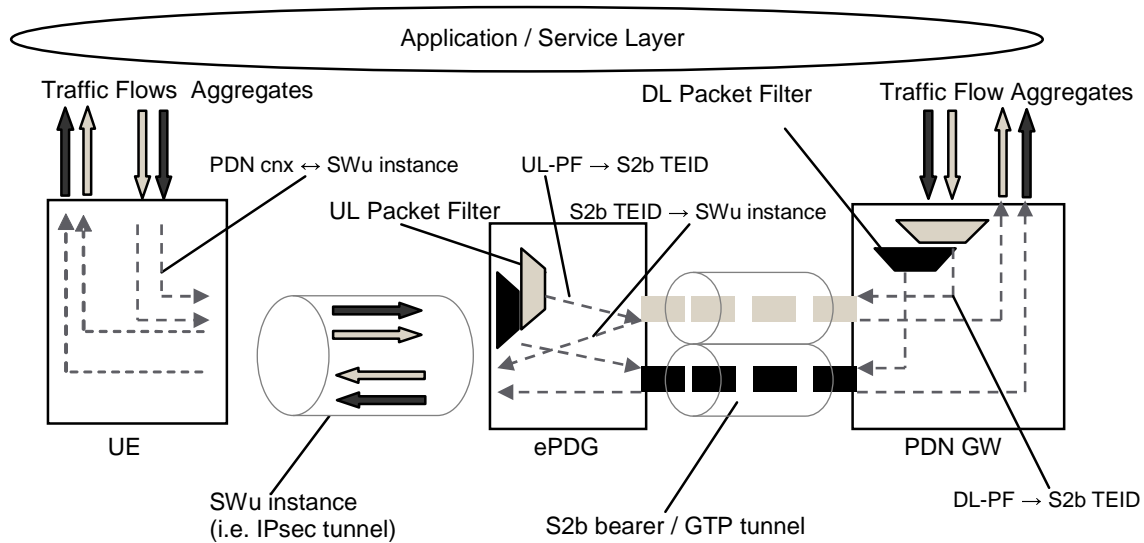 Application / Service Layer
Traffic Flows Aggregates
DL Packet Filter
Traffic Flow Aggregates
PDN cnx ↔ SWu instance
UL-PF → S2b TEID
UL Packet Filter
S2b TEID → SWu instance
UE
ePDG
PDN GW
SWu instance
(i.e. IPsec tunnel)
S2b bearer / GTP tunnel
DL-PF → S2b TEID